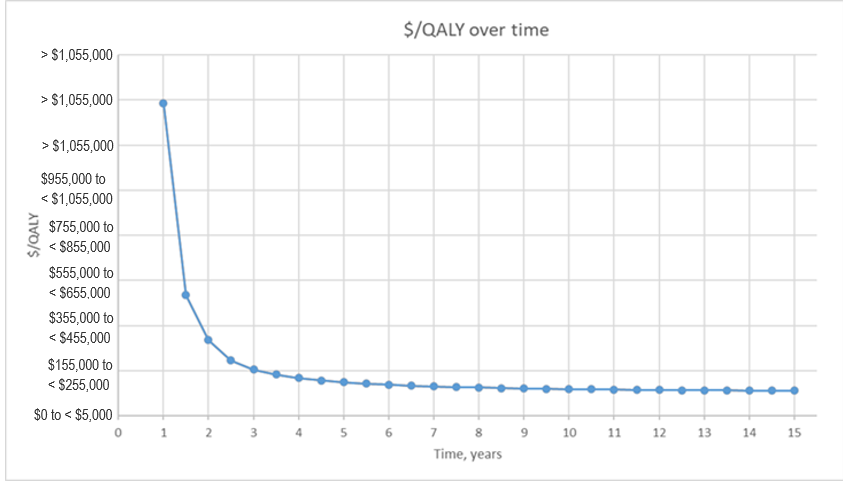 $/QALY over time
> $1,055,000
> $1,055,000
> $1,055,000
$955,000 to
< $1,055,000
$755,000 to
< $855,000
$555,000 to
< $655,000
$355,000 to
< $455,000
$155,000 to
< $255,000
$0 to < $5,000
$/QALY
0 1 2 3 4 5 6 7 8 9 10 11 12 13 14 15
Time, years